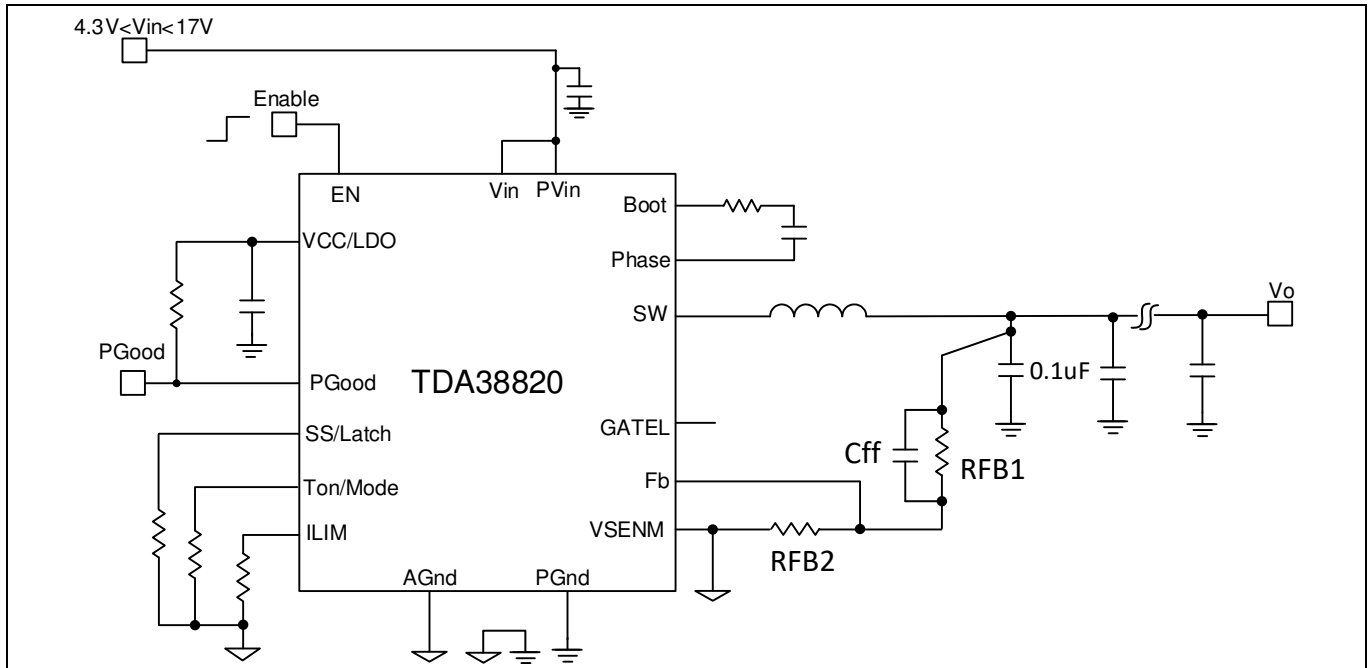 4.3V<Vin<17V
Enable
EN
Vin PVin
Boot
VCC/LDO
Phase
SW
Vo
PGood
PGood
TDA38820
0.1uF
SS/Latch
GATEL
Cff
RFB1
Ton/Mode
Fb
ILIM
VSENM
RFB2
AGnd
PGnd